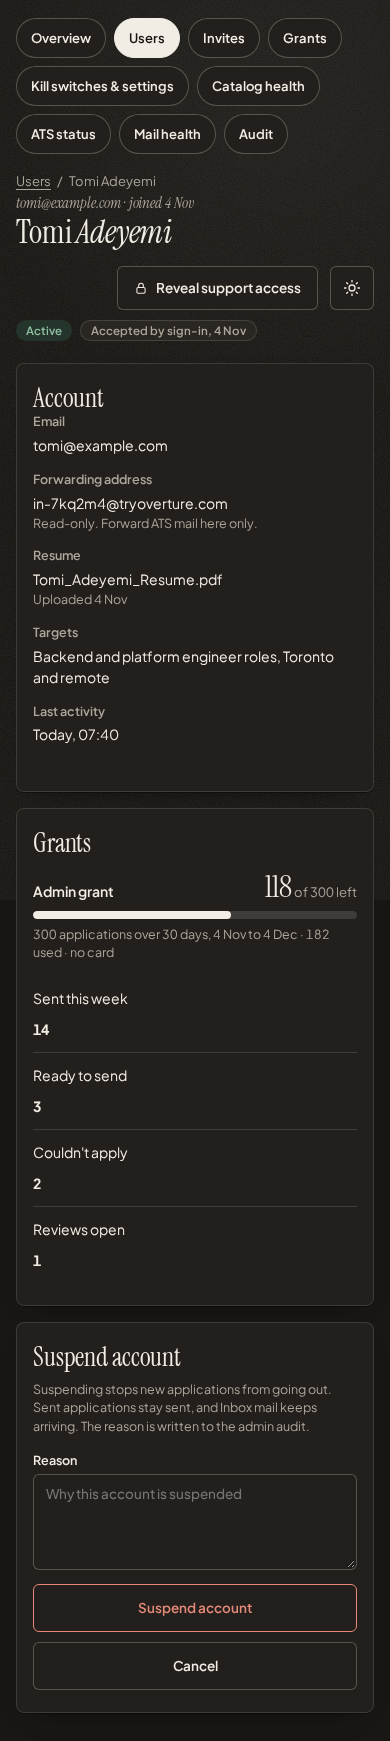 Overview Users Invites Grants
Kill switches & settings Catalog health
ATS status Mail health Audit
Users / Tomi Adeyemi
tomi@example.com · joined 4 Nov
Tomi Adeyemi
Reveal support access
Active Accepted by sign-in, 4 Nov
Account
Email
tomi@example.com
Forwarding address
in-7kq2m4@tryoverture.com
Read-only. Forward ATS mail here only.
Resume
Tomi_Adeyemi_Resume.pdf
Uploaded 4 Nov
Targets
Backend and platform engineer roles, Toronto
and remote
Last activity
Today, 07:40
Grants
Admin grant 118 of 300 left
300 applications over 30 days, 4 Nov to 4 Dec · 182
used · no card
Sent this week
14
Ready to send
3
Couldn't apply
2
Reviews open
1
Suspend account
Suspending stops new applications from going out.
Sent applications stay sent, and Inbox mail keeps
arriving. The reason is written to the admin audit.
Reason
Why this account is suspended
Suspend account
Cancel